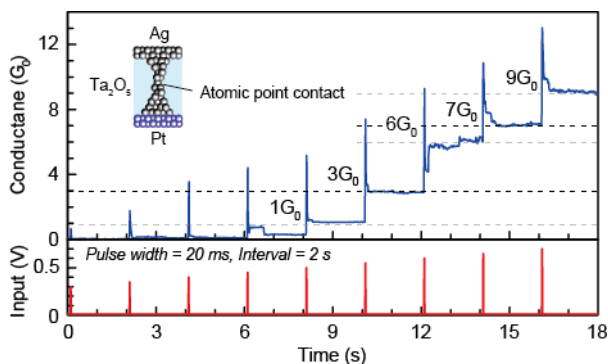 12
8
4
0
Conductane (G₀)
Ag
Ta₂O₅
Atomic point contact
Pt
1G₀
3G₀
6G₀
7G₀
9G₀
Pulse width = 20 ms, Interval = 2 s
0.5
0
Input (V)
0 3 6 9 12 15 18
Time (s)